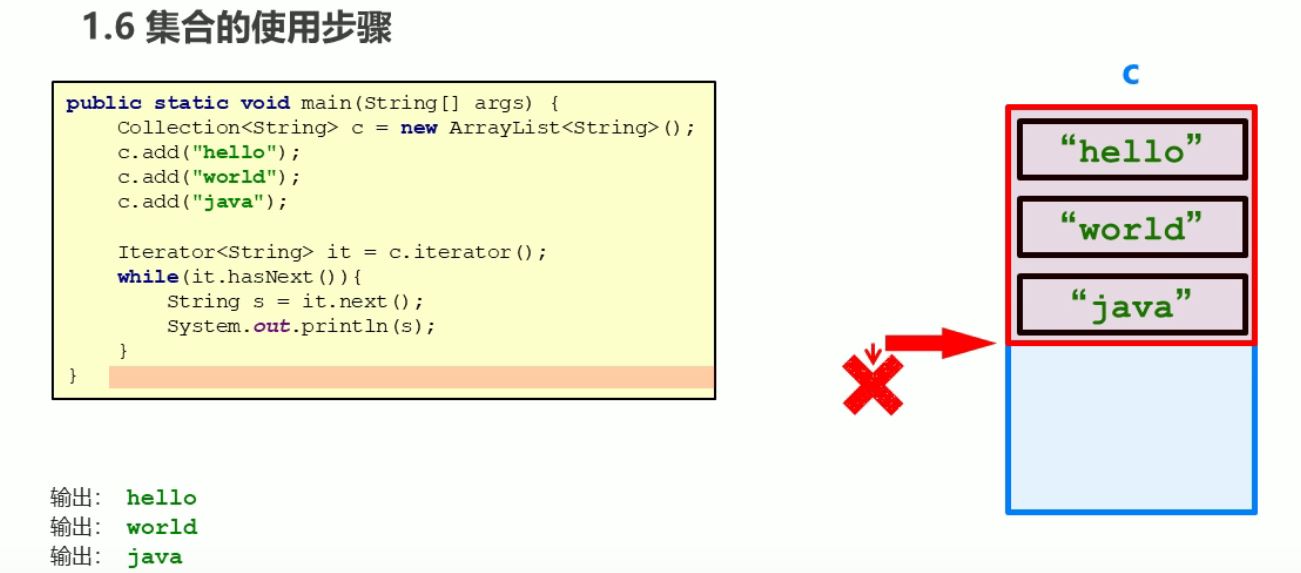 1.6 集合的使用步骤
public static void main(String[] args) {
    Collection<String> c = new ArrayList<String>();
    c.add("hello");
    c.add("world");
    c.add("java");
    Iterator<String> it = c.iterator();
    while(it.hasNext()){
        String s = it.next();
        System.out.println(s);
    }
}
c
“hello”
“world”
“java”
输出: hello
输出: world
输出: java